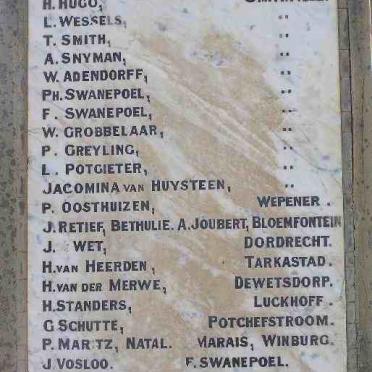 H. HUGO,
L. WESSELS, "
T. SMITH, "
A. SNYMAN, "
W. ADENDORFF, "
PH. SWANEPOEL, "
F. SWANEPOEL, "
W. GROBBELAAR, "
P. GREYLING, "
L. POTGIETER, "
JACOMINA VAN HUYSTEEN, "
P. OOSTHUIZEN, WEPENER.
J. RETIEF, BETHULIE. A. JOUBERT, BLOEMFONTEIN
J. WET, DORDRECHT.
H. VAN HEERDEN, TARKASTAD.
H. VAN DER MERWE, DEWETSDORP.
H. STANDERS, LUCKHOFF.
G. SCHUTTE, POTCHEFSTROOM.
P. MARITZ, NATAL. MARAIS, WINBURG.
J. VOSLOO. F. SWANEPOEL.